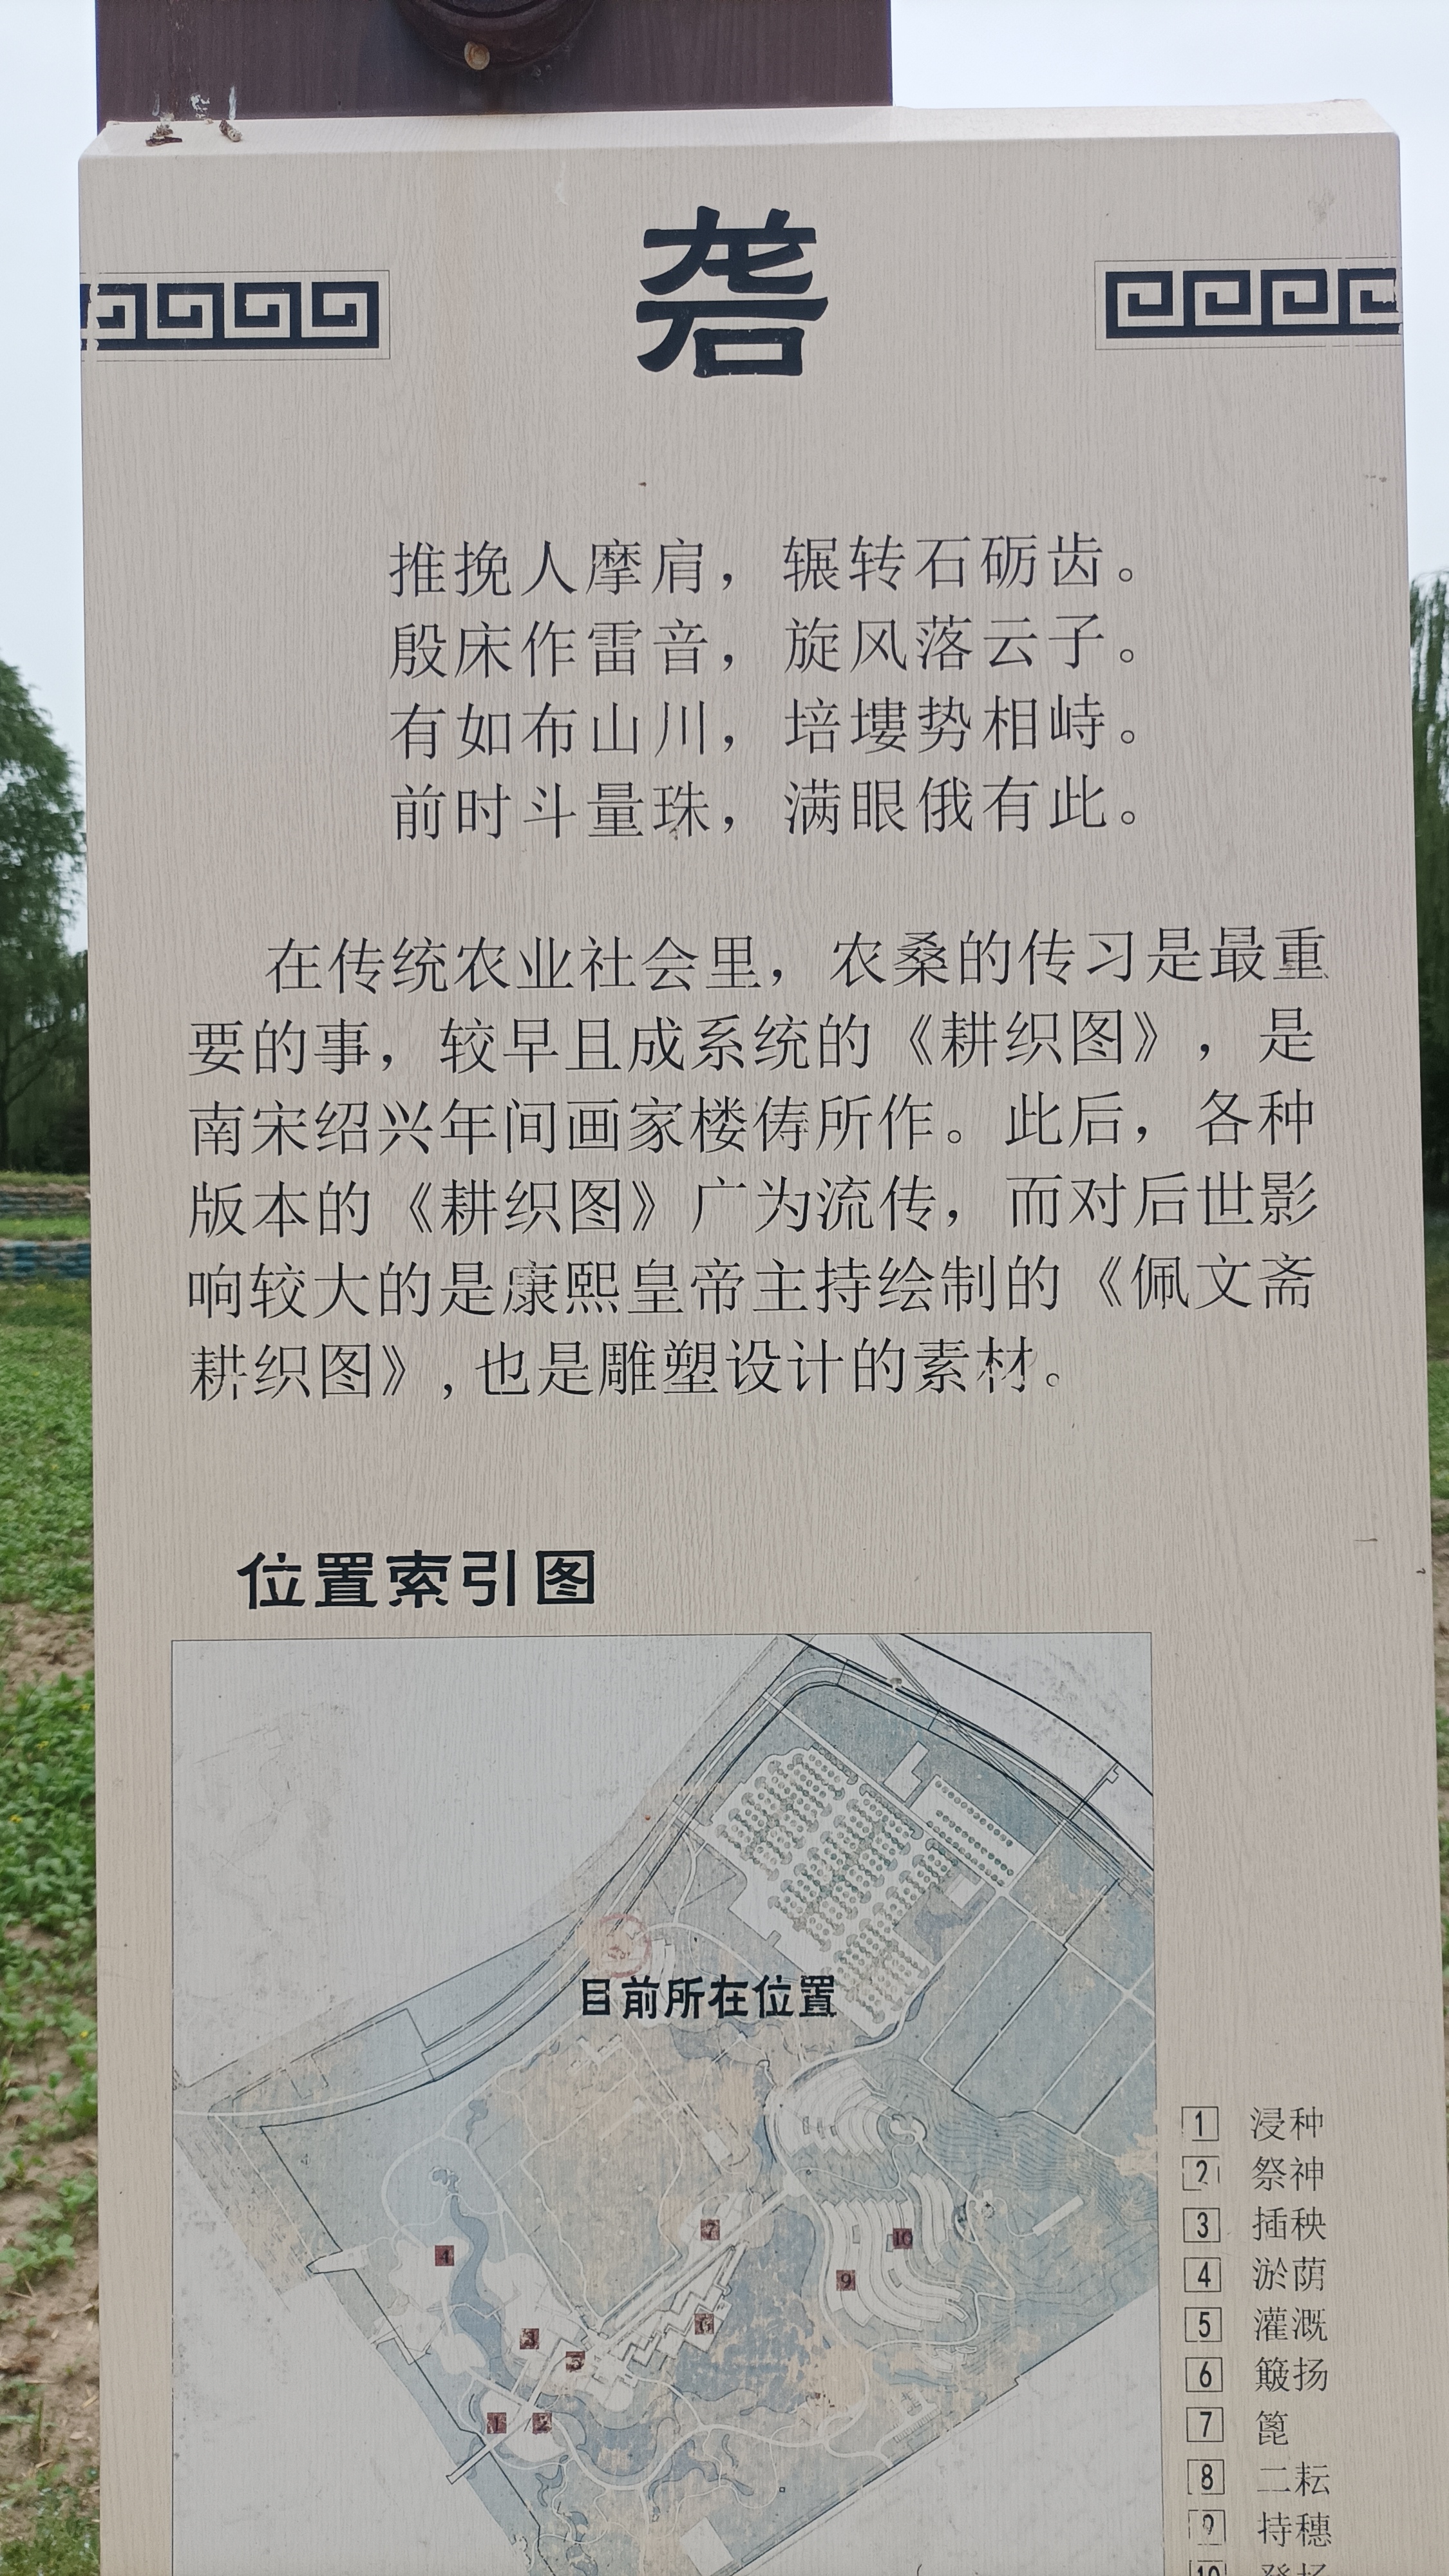 砻
推挽人摩肩，辗转石砺齿。
殷床作雷音，旋风落云子。
有如布山川，培塿势相峙。
前时斗量珠，满眼俄有此。
在传统农业社会里，农桑的传习是最重
要的事，较早且成系统的《耕织图》，是
南宋绍兴年间画家楼俦所作。此后，各种
版本的《耕织图》广为流传，而对后世影
响较大的是康熙皇帝主持绘制的《佩文斋
耕织图》,也是雕塑设计的素材。
位置索引图
目前所在位置
7
10
4
9
6
3
5
1
2
1 浸种
2 祭神
3 插秧
4 淤荫
5 灌溉
6 簸扬
7 篦
8 二耘
9 持穗
10 登场